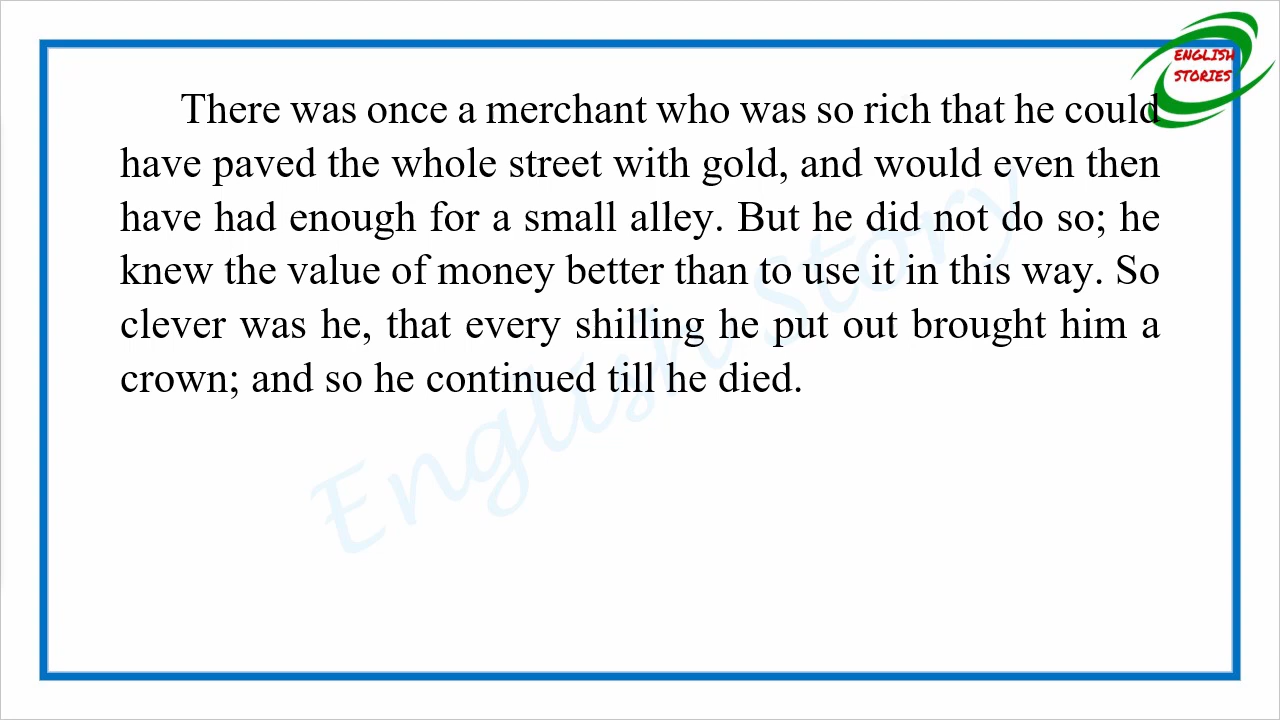 ENGLISH
STORIES
There was once a merchant who was so rich that he could
have paved the whole street with gold, and would even then
have had enough for a small alley. But he did not do so; he
knew the value of money better than to use it in this way. So
clever was he, that every shilling he put out brought him a
crown; and so he continued till he died.
English Story